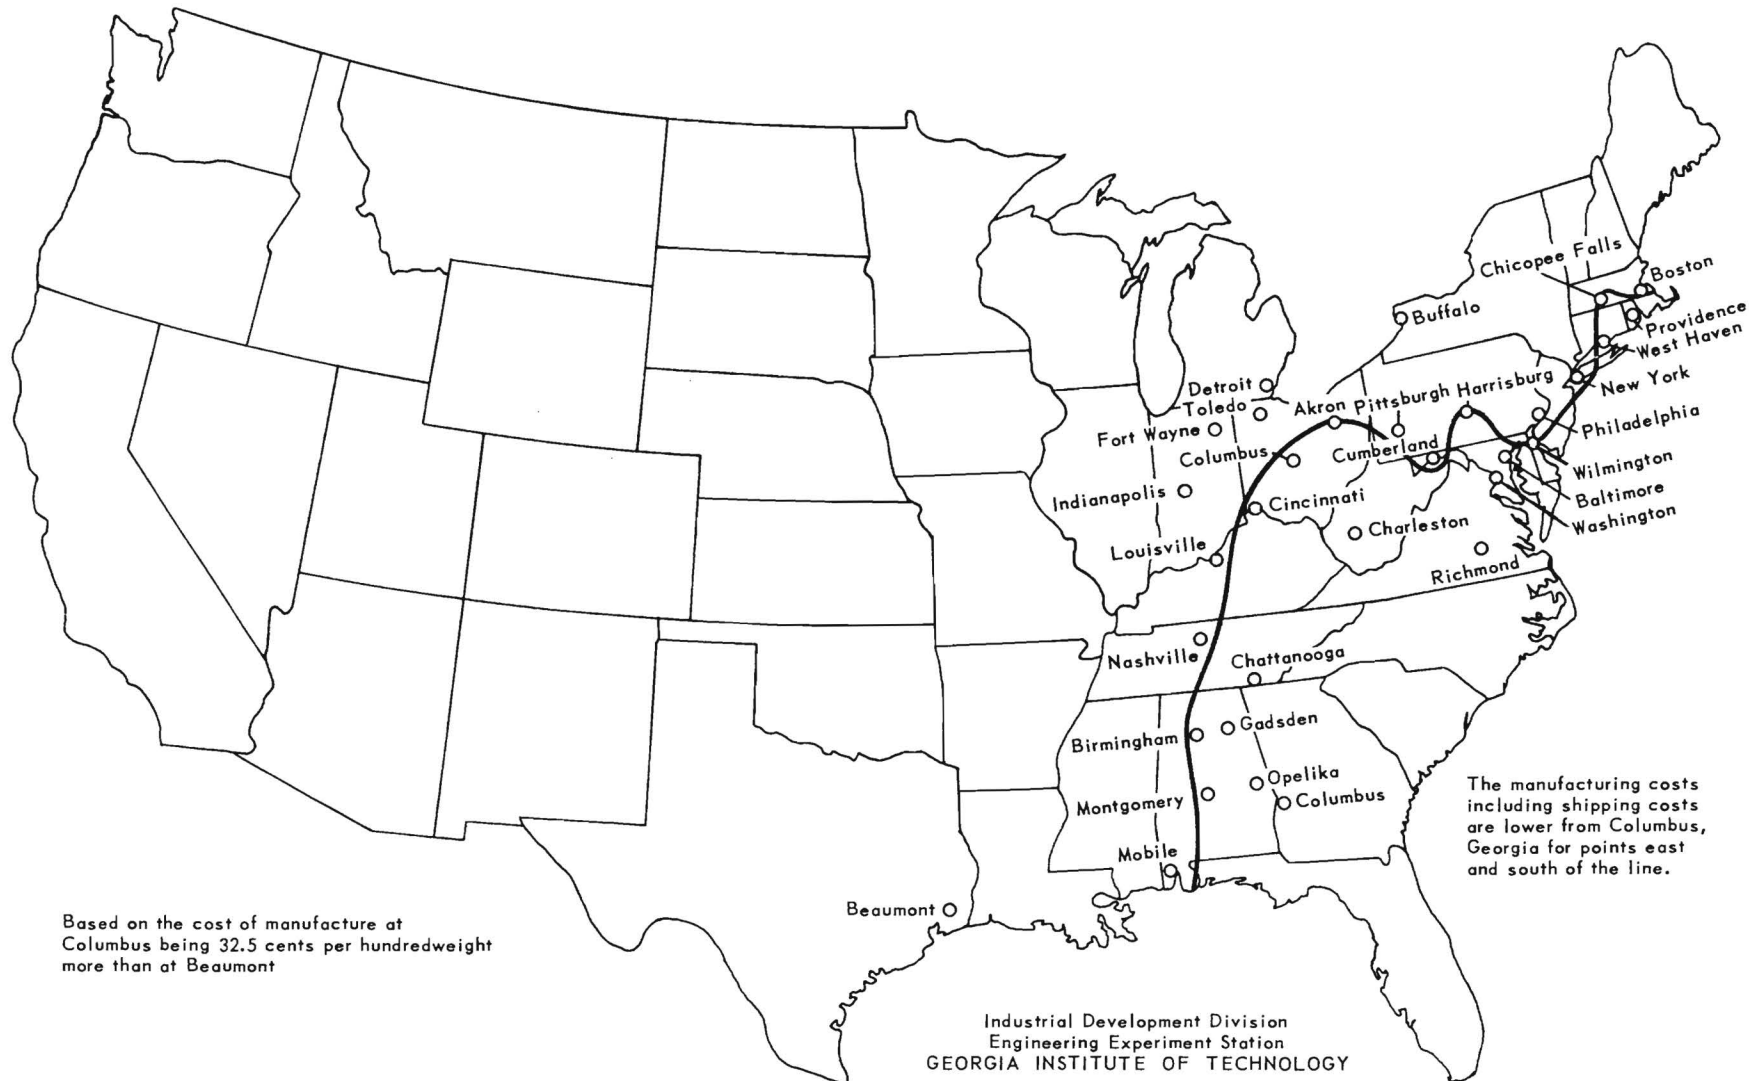 Chicopee Falls
Boston
Buffalo
Providence
West Haven
New York
Detroit
Toledo
Akron
Pittsburgh
Harrisburg
Philadelphia
Fort Wayne
Columbus
Cumberland
Wilmington
Indianapolis
Cincinnati
Baltimore
Washington
Charleston
Louisville
Richmond
Nashville
Chattanooga
Gadsden
Birmingham
Opelika
Montgomery
Columbus
Mobile
Beaumont
The manufacturing costs
including shipping costs
are lower from Columbus,
Georgia for points east
and south of the line.
Based on the cost of manufacture at
Columbus being 32.5 cents per hundredweight
more than at Beaumont
Industrial Development Division
Engineering Experiment Station
GEORGIA INSTITUTE OF TECHNOLOGY